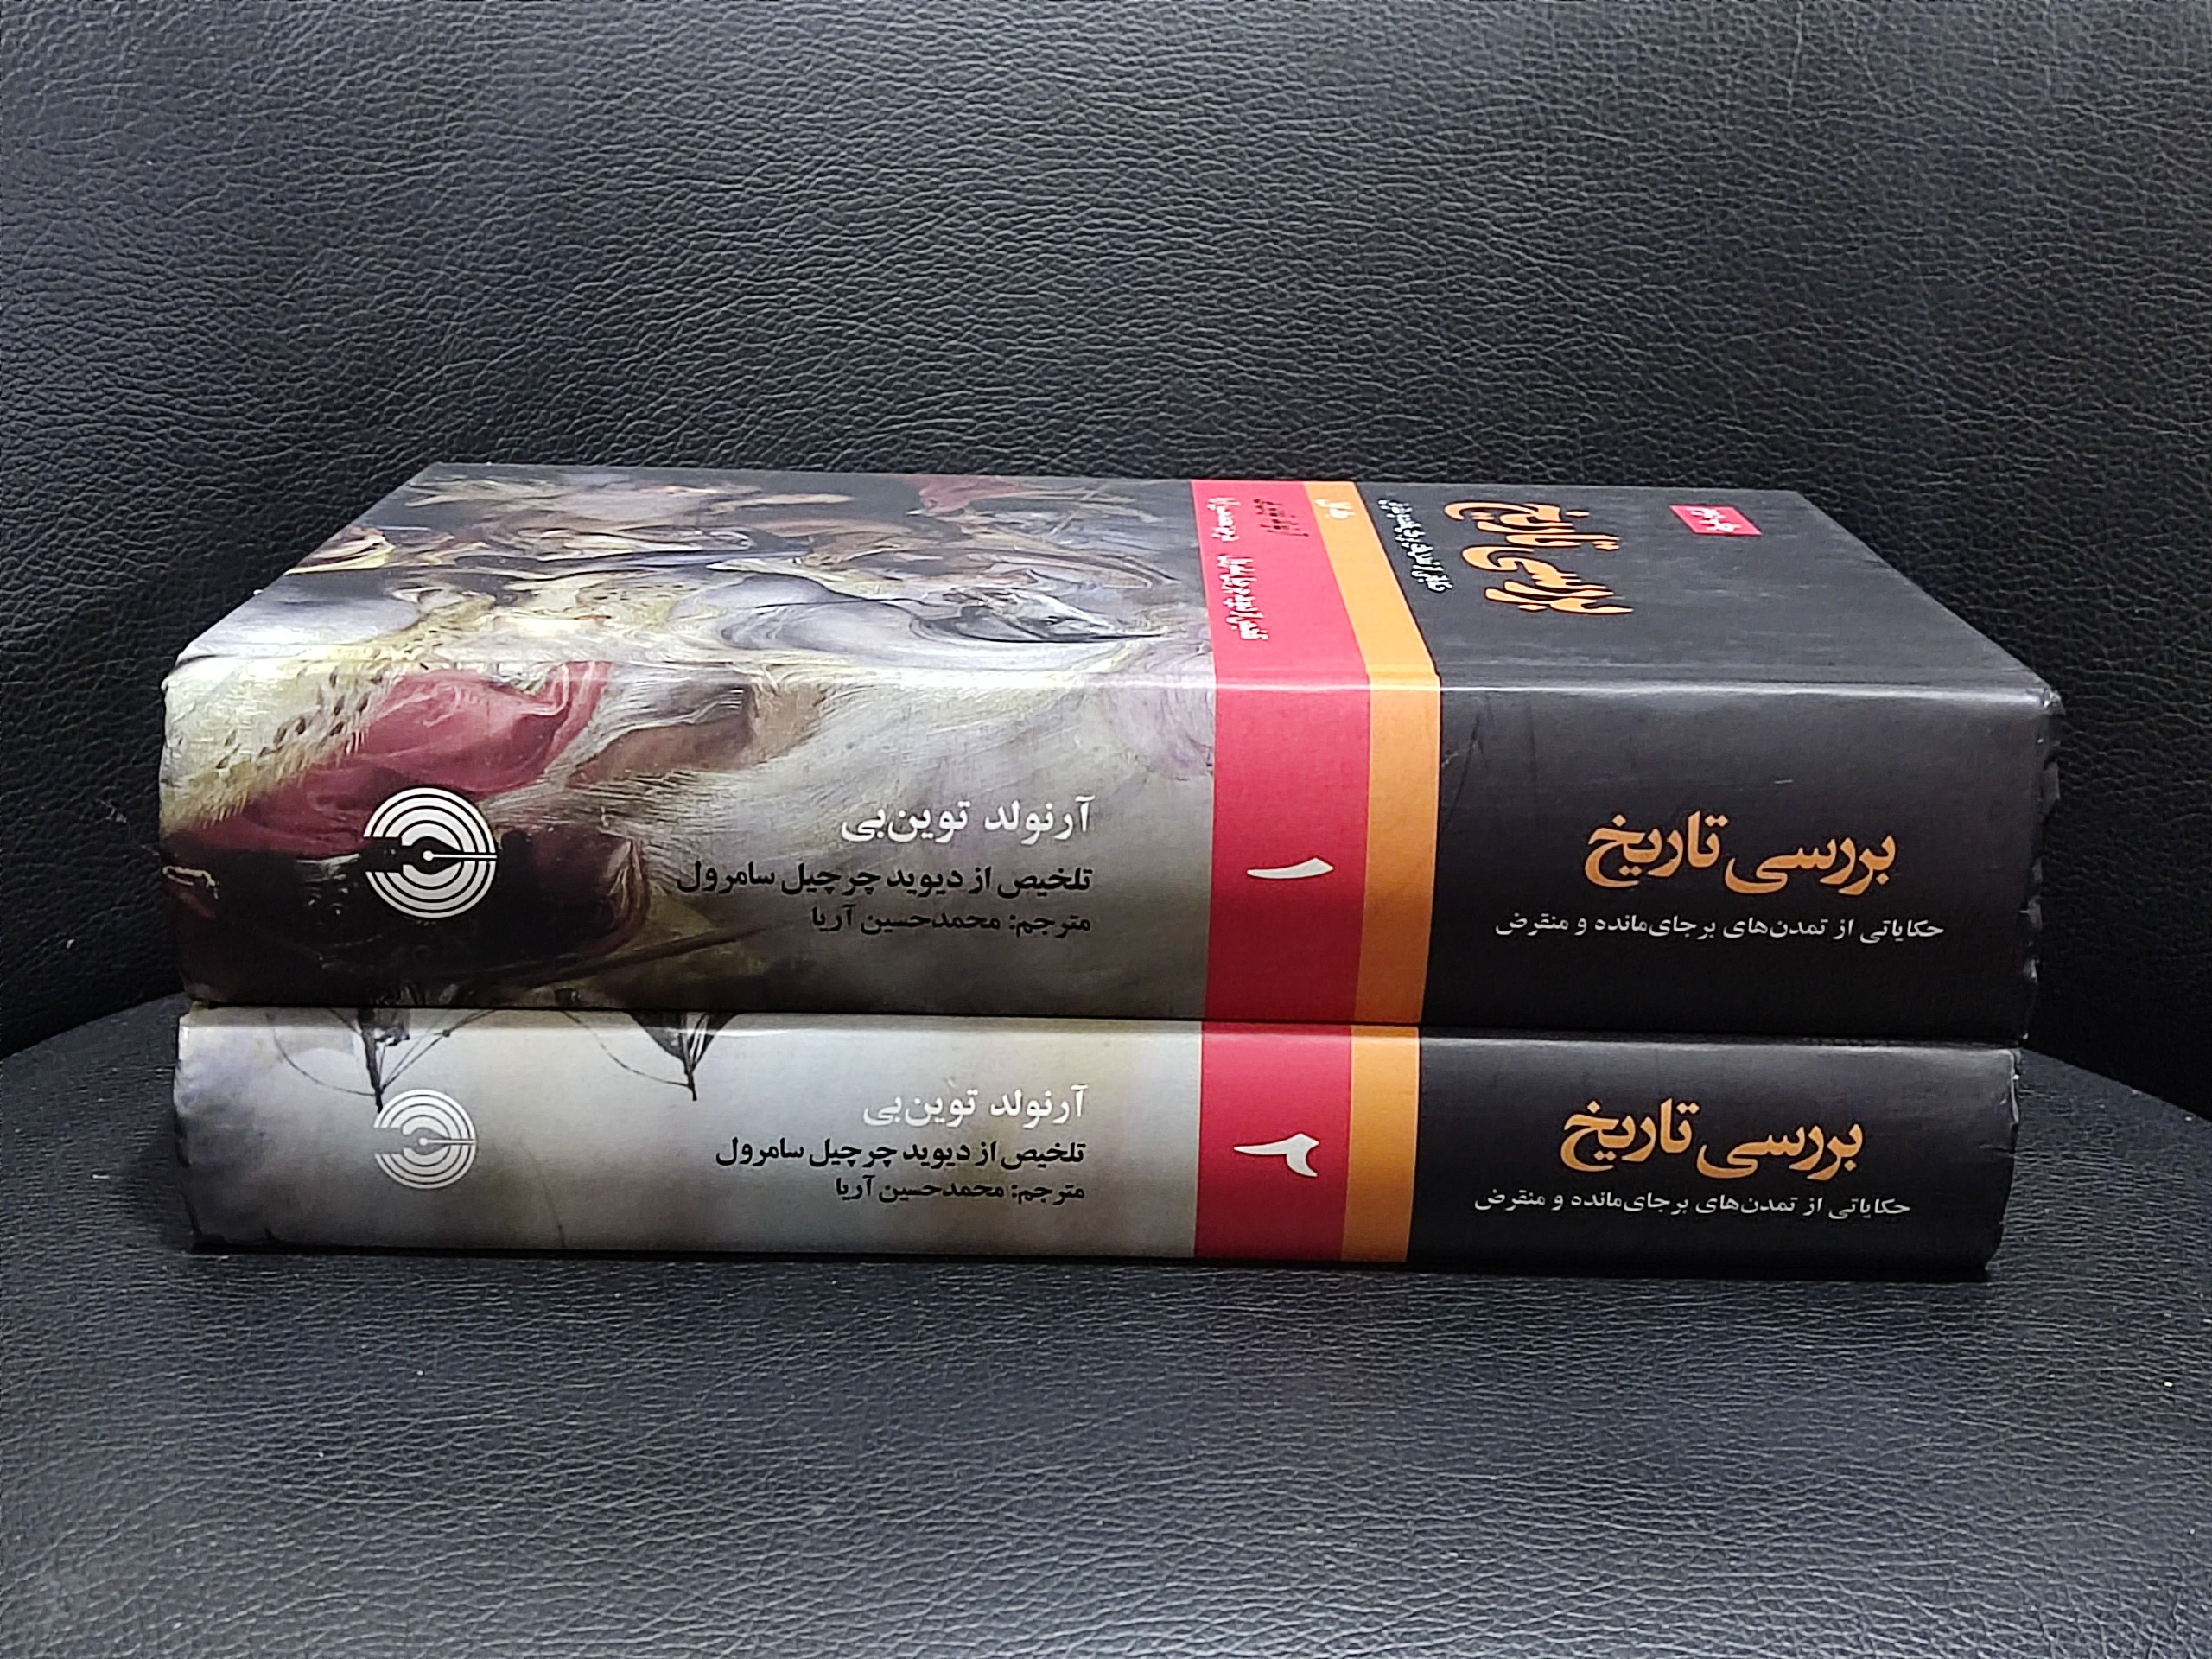 بررسی تاریخ
بررسی تاریخ
حکایاتی از تمدن‌های برجای‌مانده و منقرض
۱
آرنولد توین‌بی
تلخیص از دیوید چرچیل سامرول
مترجم: محمدحسین آریا
بررسی تاریخ
حکایاتی از تمدن‌های برجای‌مانده و منقرض
۲
آرنولد توین‌بی
تلخیص از دیوید چرچیل سامرول
مترجم: محمدحسین آریا